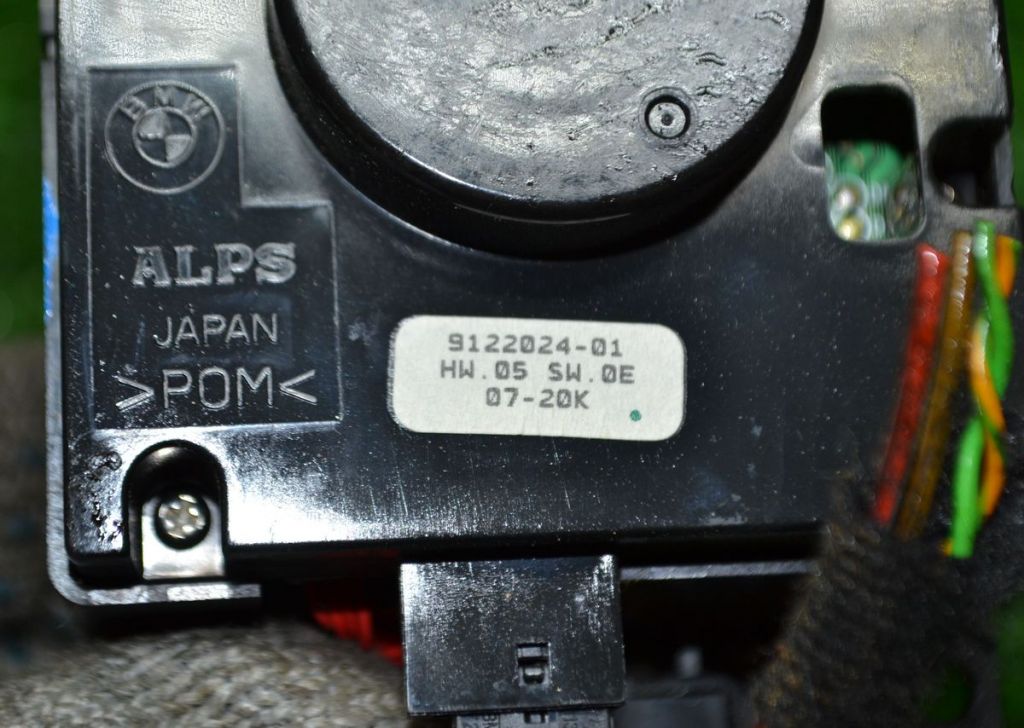 BMW
ALPS
JAPAN
>POM<
9122024-01
HW.05 SW.0E
07-20K